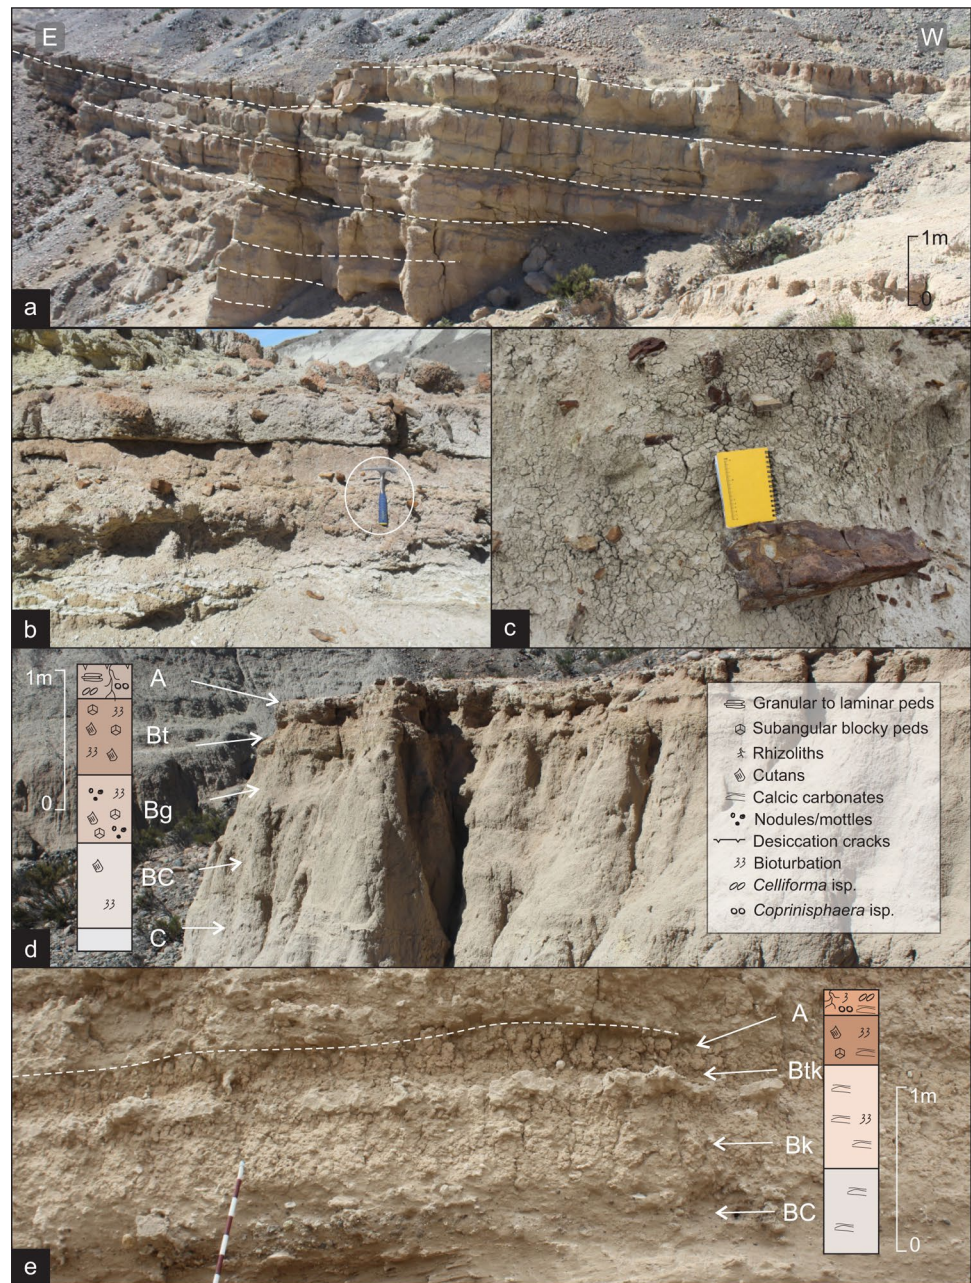 E
W
1m
0
a
b
c
1m
0
A
Bt
Bg
BC
C
Granular to laminar peds
Subangular blocky peds
Rhizoliths
Cutans
Calcic carbonates
Nodules/mottles
Desiccation cracks
Bioturbation
Celliforma isp.
Coprinisphaera isp.
d
A
Btk
Bk
BC
1m
0
e